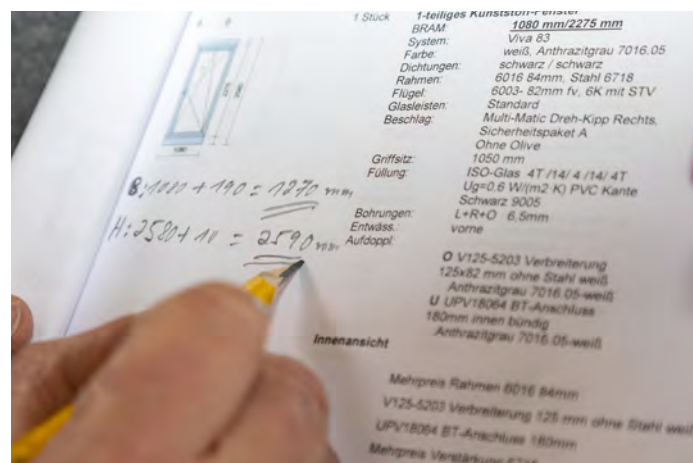 A B
1 Stück 1-teiliges Kunststoff-Fenster
BRAM: 1080 mm/2275 mm
System: Viva 83
Farbe: weiß, Anthrazitgrau 7016.05
Dichtungen: schwarz / schwarz
Rahmen: 6016 84mm, Stahl 6718
Flügel: 6003- 82mm fv, 6K mit STV
Glasleisten: Standard
Beschlag: Multi-Matic Dreh-Kipp Rechts,
Sicherheitspaket A
Ohne Olive
Griffsitz: 1050 mm
Füllung: ISO-Glas 4T /14/ 4 /14/ 4T
Ug=0,6 W/(m2 K) PVC Kante
Schwarz 9005
B: 1080 + 190 = 1270 mm
Bohrungen: L+R+O 6,5mm
Entwäss.: vorne
H: 2580 + 10 = 2590 mm
Aufdoppl:
O V125-5203 Verbreiterung
125x82 mm ohne Stahl weiß
Anthrazitgrau 7016.05-weiß
U UPV18064 BT-Anschluss
180mm innen bündig
Anthrazitgrau 7016.05-weiß
Innenansicht
Mehrpreis Rahmen 6016 84mm
V125-5203 Verbreiterung 125 mm ohne Stahl weiß
UPV18064 BT-Anschluss 180mm
Mehrpreis Verstärkung